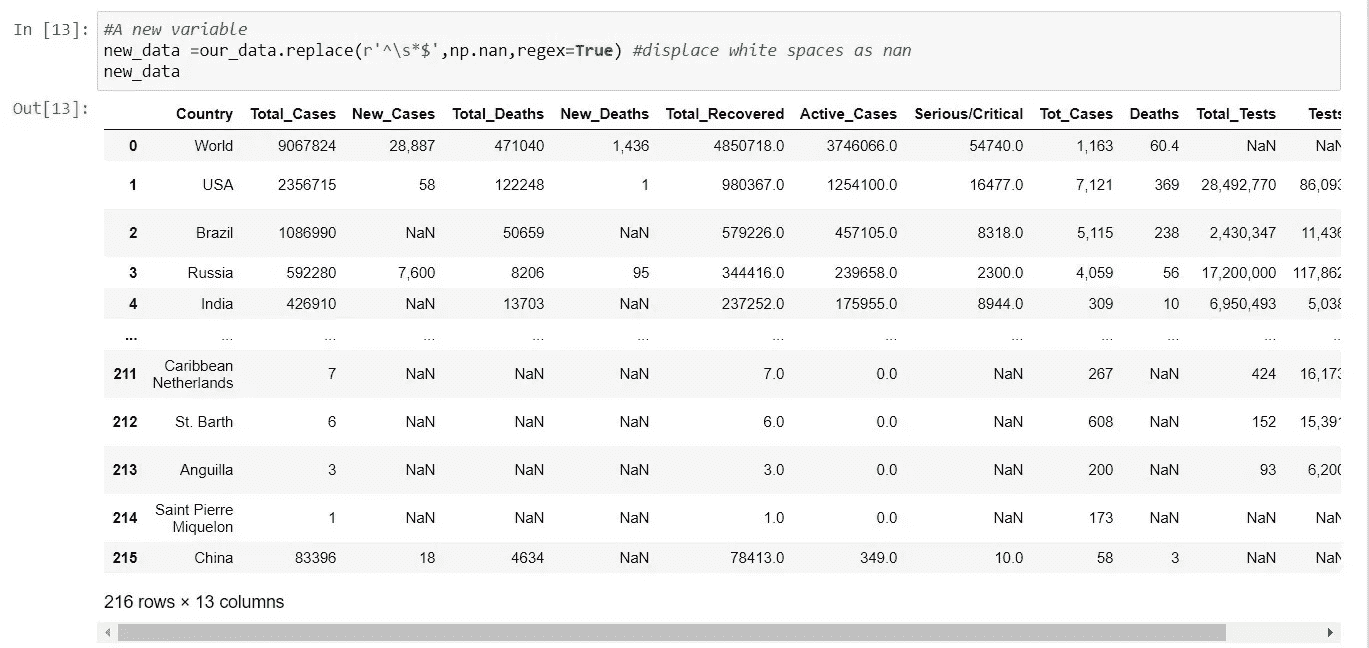 In [13]: #A new variable
new_data =our_data.replace(r'^\s*$',np.nan,regex=True) #displace white spaces as nan
new_data
Out[13]:
Country Total_Cases New_Cases Total_Deaths New_Deaths Total_Recovered Active_Cases Serious/Critical Tot_Cases Deaths Total_Tests Tests
0 World 9067824 28,887 471040 1,436 4850718.0 3746066.0 54740.0 1,163 60.4 NaN NaN
1 USA 2356715 58 122248 1 980367.0 1254100.0 16477.0 7,121 369 28,492,770 86,093
2 Brazil 1086990 NaN 50659 NaN 579226.0 457105.0 8318.0 5,115 238 2,430,347 11,436
3 Russia 592280 7,600 8206 95 344416.0 239658.0 2300.0 4,059 56 17,200,000 117,862
4 India 426910 NaN 13703 NaN 237252.0 175955.0 8944.0 309 10 6,950,493 5,038
... ... ... ... ... ... ... ... ... ... ... ... ..
211 Caribbean Netherlands 7 NaN NaN NaN 7.0 0.0 NaN 267 NaN 424 16,173
212 St. Barth 6 NaN NaN NaN 6.0 0.0 NaN 608 NaN 152 15,391
213 Anguilla 3 NaN NaN NaN 3.0 0.0 NaN 200 NaN 93 6,200
214 Saint Pierre Miquelon 1 NaN NaN NaN 1.0 0.0 NaN 173 NaN NaN NaN
215 China 83396 18 4634 NaN 78413.0 349.0 10.0 58 3 NaN NaN
216 rows × 13 columns